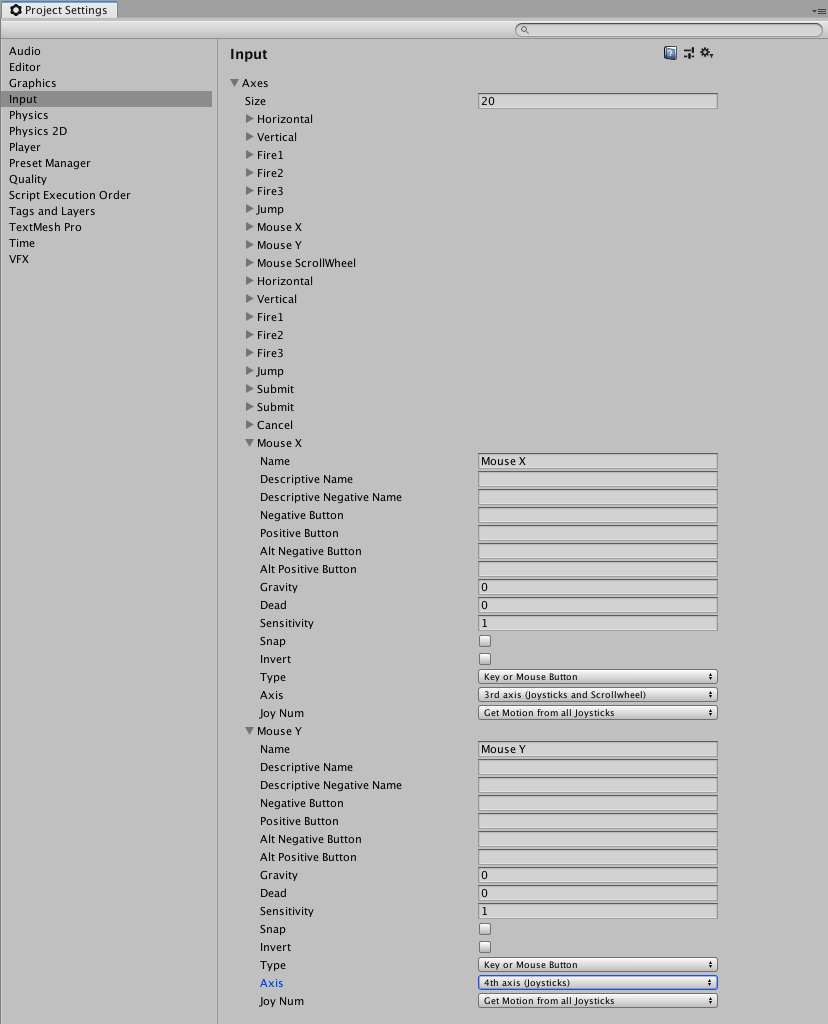 Project Settings
Audio
Editor
Graphics
Input
Physics
Physics 2D
Player
Preset Manager
Quality
Script Execution Order
Tags and Layers
TextMesh Pro
Time
VFX
Input
Axes
Size 20
Horizontal
Vertical
Fire1
Fire2
Fire3
Jump
Mouse X
Mouse Y
Mouse ScrollWheel
Horizontal
Vertical
Fire1
Fire2
Fire3
Jump
Submit
Submit
Cancel
Mouse X
Name Mouse X
Descriptive Name
Descriptive Negative Name
Negative Button
Positive Button
Alt Negative Button
Alt Positive Button
Gravity 0
Dead 0
Sensitivity 1
Snap
Invert
Type Key or Mouse Button
Axis 3rd axis (Joysticks and Scrollwheel)
Joy Num Get Motion from all Joysticks
Mouse Y
Name Mouse Y
Descriptive Name
Descriptive Negative Name
Negative Button
Positive Button
Alt Negative Button
Alt Positive Button
Gravity 0
Dead 0
Sensitivity 1
Snap
Invert
Type Key or Mouse Button
Axis 4th axis (Joysticks)
Joy Num Get Motion from all Joysticks